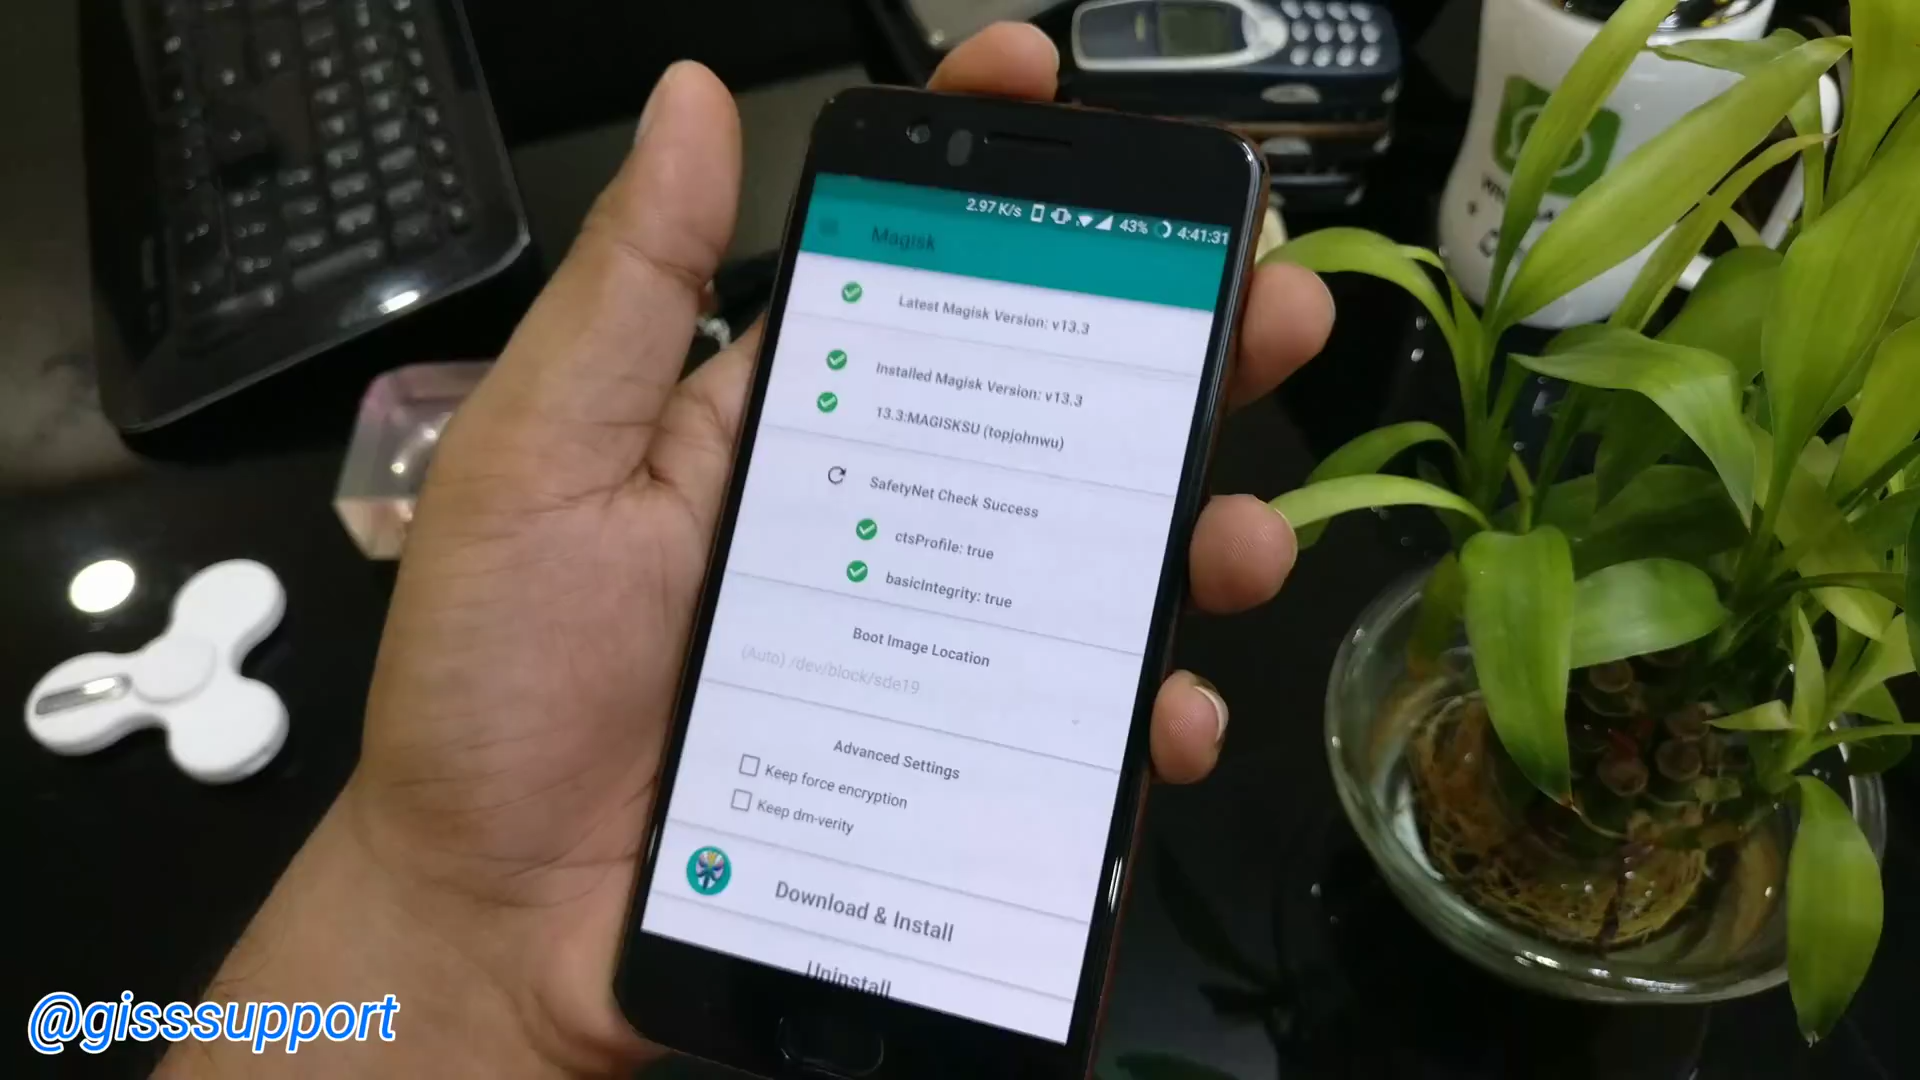 2.97 K/s 43% 4:41:31
Magisk
Latest Magisk Version: v13.3
Installed Magisk Version: v13.3
13.3:MAGISKSU (topjohnwu)
SafetyNet Check Success
ctsProfile: true
basicIntegrity: true
Boot Image Location
(Auto) /dev/block/sde19
Advanced Settings
Keep force encryption
Keep dm-verity
Download & Install
Uninstall
@gisssupport